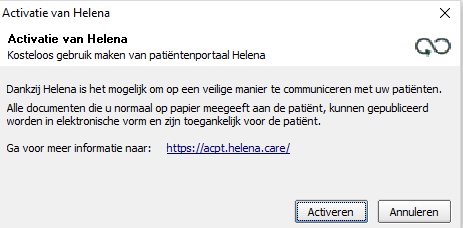 Activatie van Helena
Activatie van Helena
Kosteloos gebruik maken van patiëntenportaal Helena
Dankzij Helena is het mogelijk om op een veilige manier te communiceren met uw patiënten.
Alle documenten die u normaal op papier meegeeft aan de patiënt, kunnen gepubliceerd
worden in elektronische vorm en zijn toegankelijk voor de patiënt.
Ga voor meer informatie naar: https://acpt.helena.care/
Activeren Annuleren